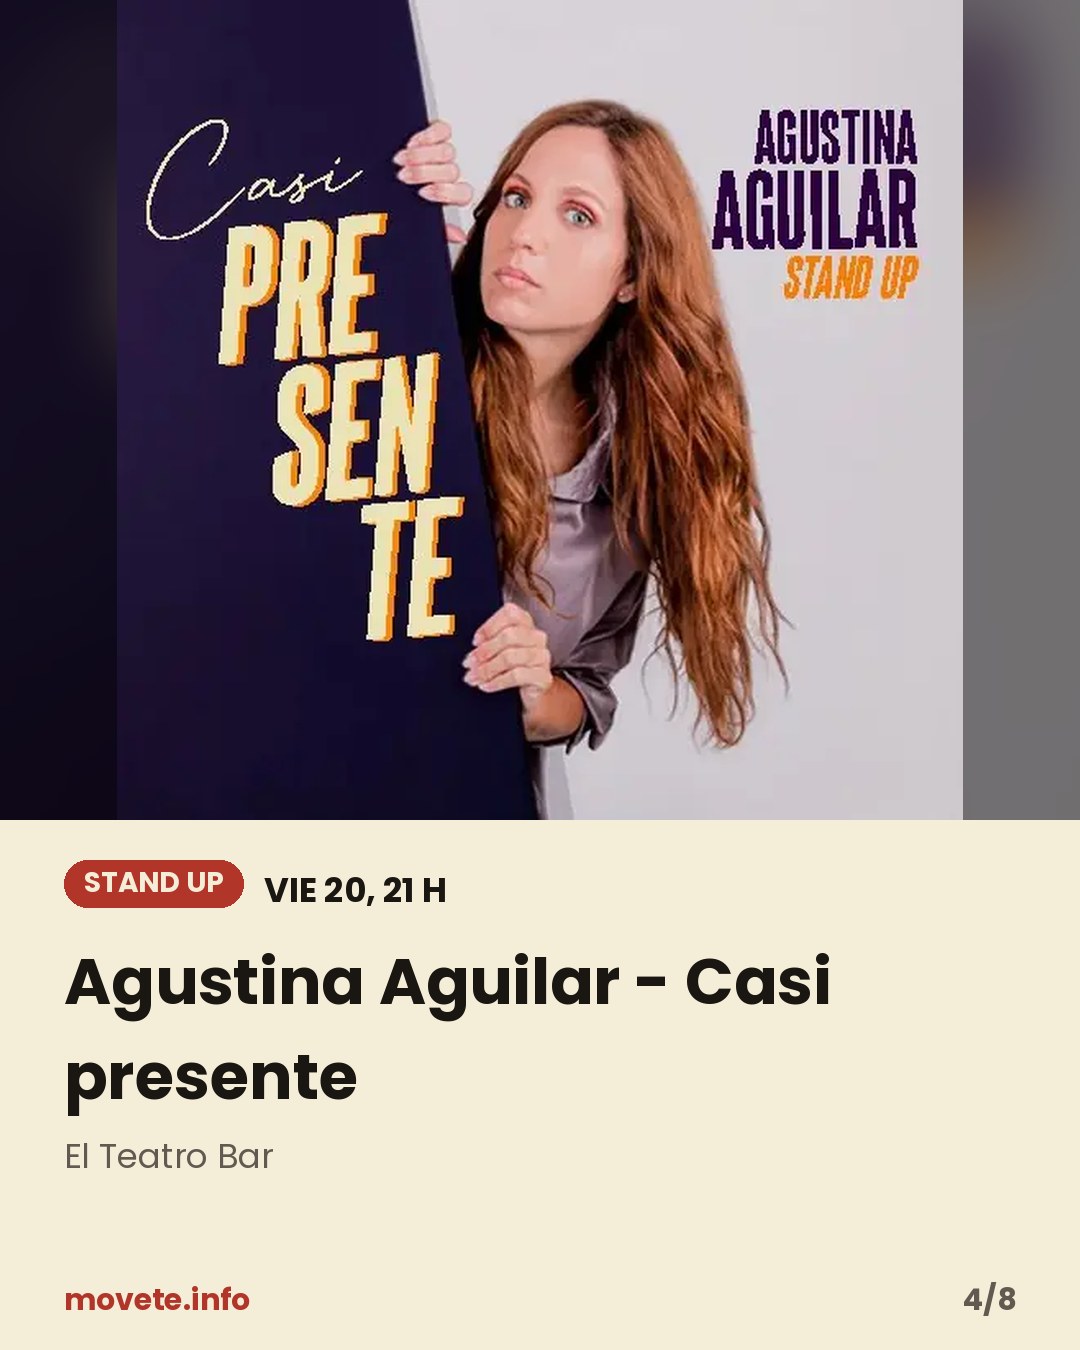 Casi
PRE
SEN
TE
AGUSTINA
AGUILAR
STAND UP
STAND UP VIE 20, 21 H
Agustina Aguilar - Casi
presente
El Teatro Bar
movete.info 4/8